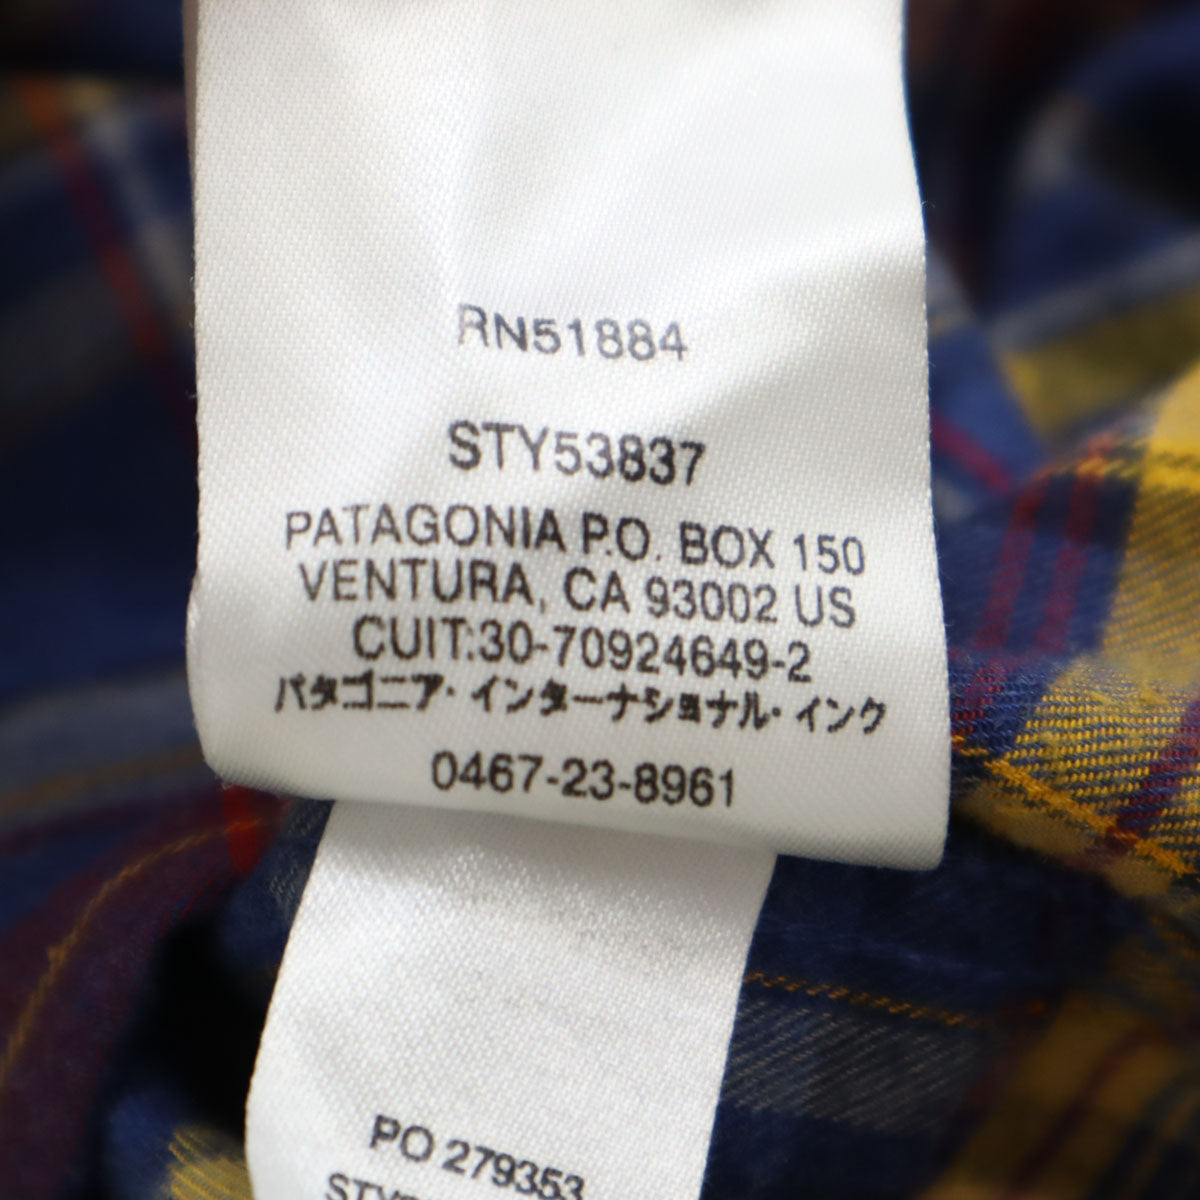 RN51884
STY53837
PATAGONIA P.O. BOX 150
VENTURA, CA 93002 US
CUIT:30-70924649-2
パタゴニア・インターナショナル・インク
0467-23-8961
PO 279353